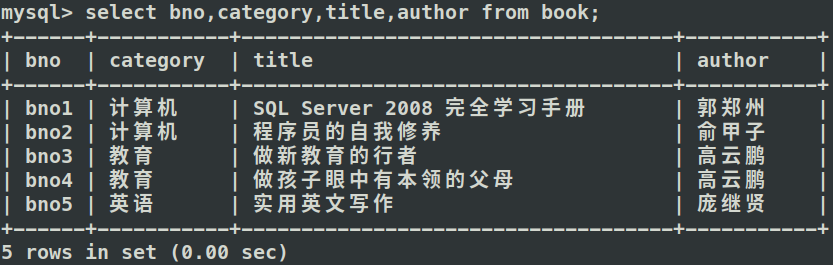 mysql> select bno,category,title,author from book;
+------+-----------+------------------------------------+-----------+
| bno  | category  | title                              | author    |
+------+-----------+------------------------------------+-----------+
| bno1 | 计算机    | SQL Server 2008 完全学习手册       | 郭郑州    |
| bno2 | 计算机    | 程序员的自我修养                   | 俞甲子    |
| bno3 | 教育      | 做新教育的行者                     | 高云鹏    |
| bno4 | 教育      | 做孩子眼中有本领的父母             | 高云鹏    |
| bno5 | 英语      | 实用英文写作                       | 庞继贤    |
+------+-----------+------------------------------------+-----------+
5 rows in set (0.00 sec)